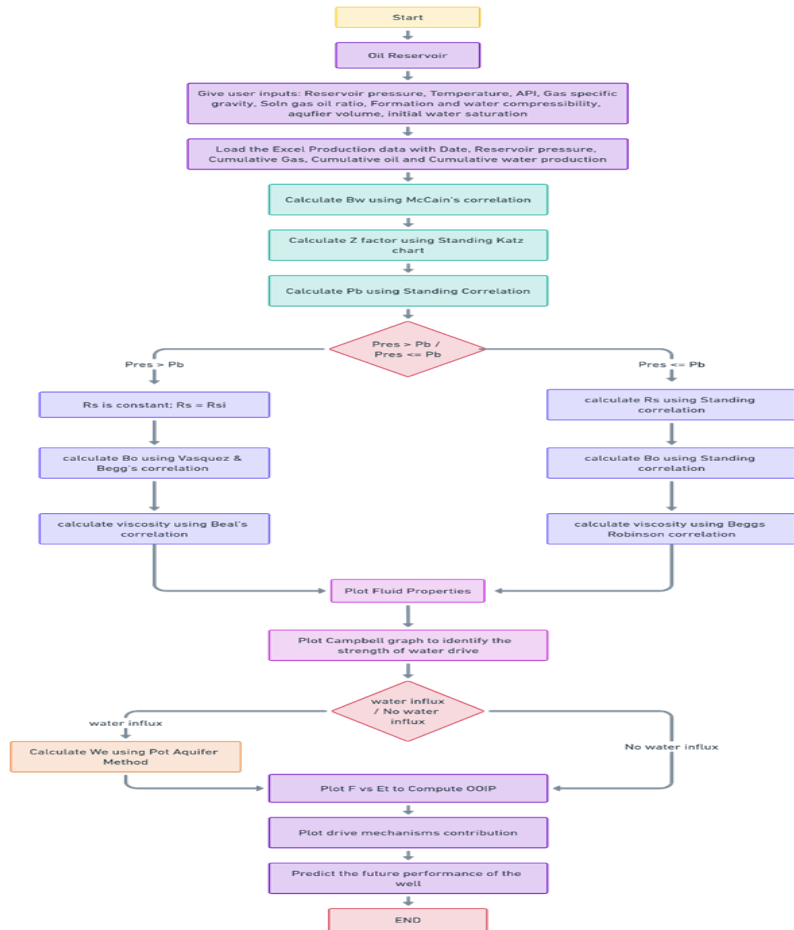 Start
Oil Reservoir
Give user inputs: Reservoir pressure, Temperature, API, Gas specific
gravity, Soln gas oil ratio, Formation and water compressibility,
aqufier volume, initial water saturation
Load the Excel Production data with Date, Reservoir pressure,
Cumulative Gas, Cumulative oil and Cumulative water production
Calculate Bw using McCain's correlation
Calculate Z factor using Standing Katz
chart
Calculate Pb using Standing Correlation
Pres > Pb /
Pres <= Pb
Pres > Pb
Pres <= Pb
Rs is constant; Rs = Rsi
calculate Rs using Standing
correlation
calculate Bo using Vasquez &
Begg's correlation
calculate Bo using Standing
correlation
calculate viscosity using Beal's
correlation
calculate viscosity using Beggs
Robinson correlation
Plot Fluid Properties
Plot Campbell graph to identify the
strength of water drive
water influx
/ No water
influx
water influx
No water influx
Calculate We using Pot Aquifer
Method
Plot F vs Et to Compute OOIP
Plot drive mechanisms contribution
Predict the future performance of the
well
END